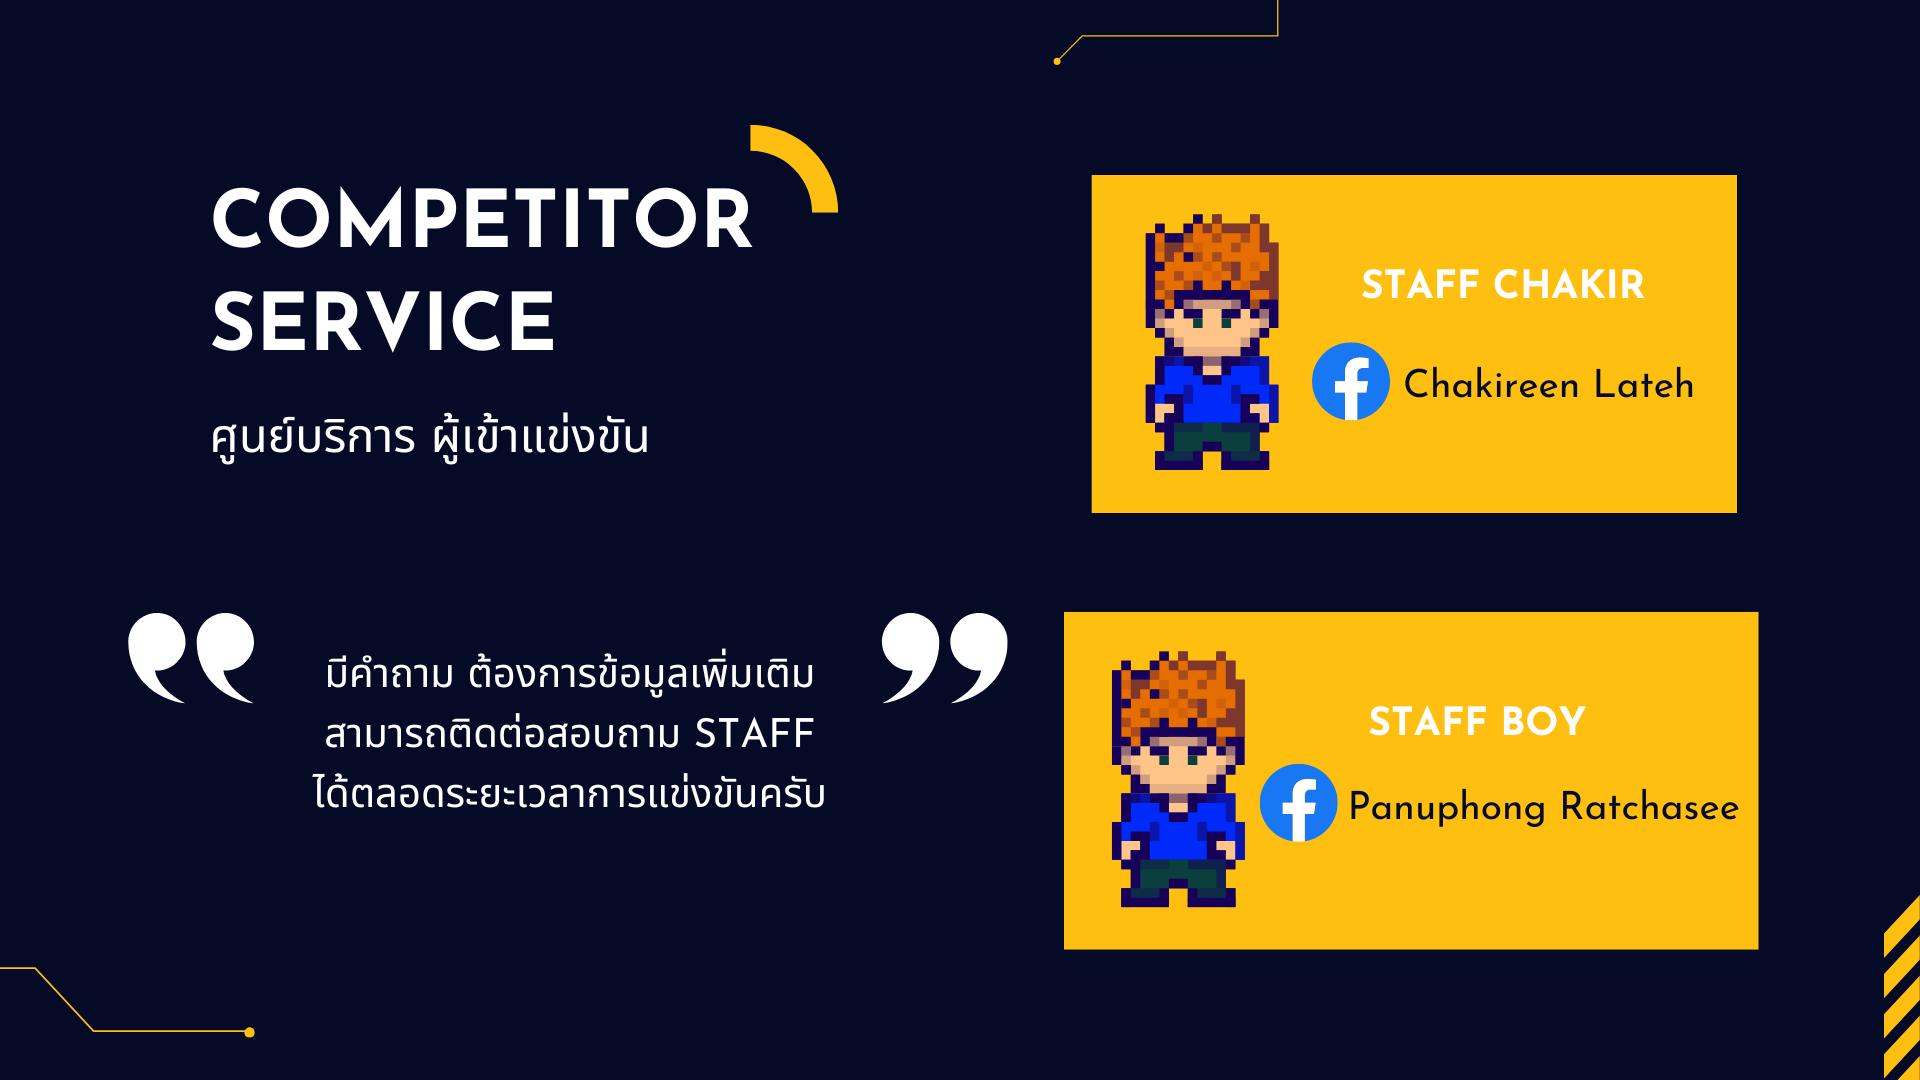 COMPETITOR
SERVICE
ศูนย์บริการ ผู้เข้าแข่งขัน
มีคำถาม ต้องการข้อมูลเพิ่มเติม
สามารถติดต่อสอบถาม STAFF
ได้ตลอดระยะเวลาการแข่งขันครับ
STAFF CHAKIR
Chakireen Lateh
STAFF BOY
Panuphong Ratchasee